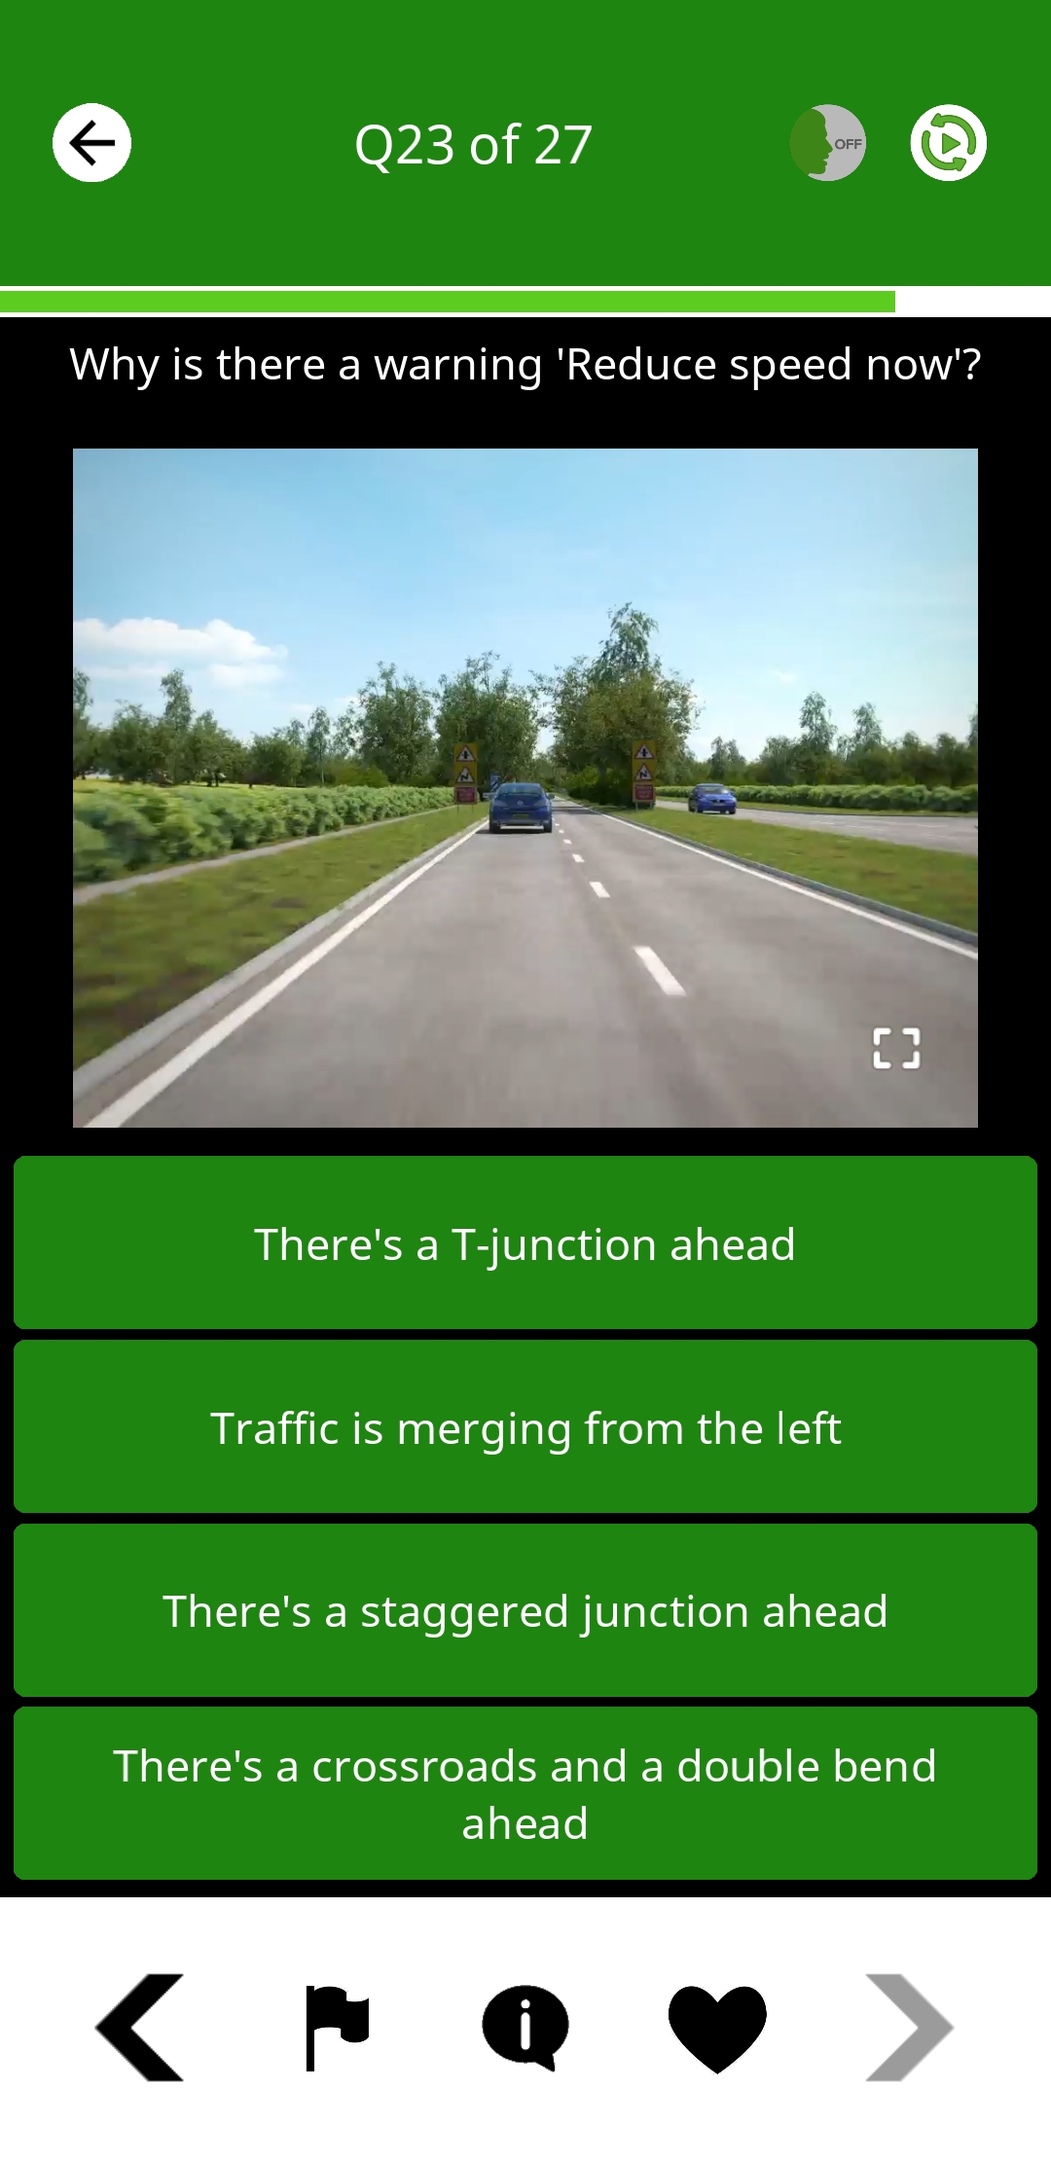 Q23 of 27
OFF
Why is there a warning 'Reduce speed now'?
There's a T-junction ahead
Traffic is merging from the left
There's a staggered junction ahead
There's a crossroads and a double bend
ahead